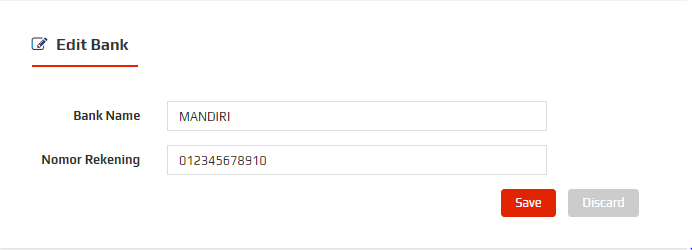 Edit Bank
Bank Name MANDIRI
Nomor Rekening 012345678910
Save Discard